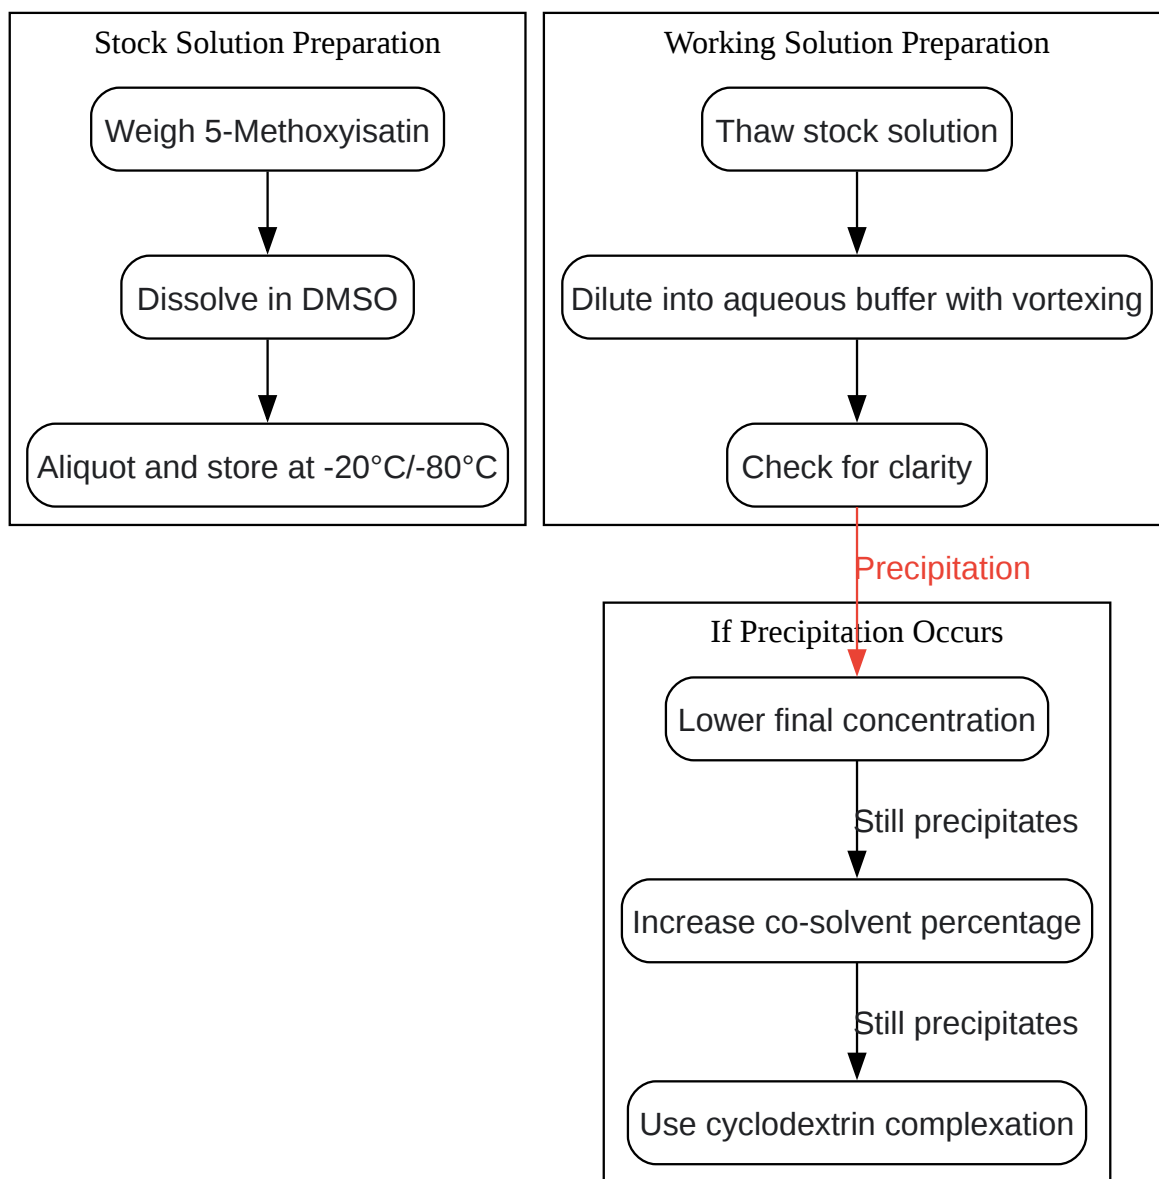 Stock Solution Preparation
Weigh 5-Methoxyisatin
Dissolve in DMSO
Aliquot and store at -20°C/-80°C
Working Solution Preparation
Thaw stock solution
Dilute into aqueous buffer with vortexing
Check for clarity
Precipitation
If Precipitation Occurs
Lower final concentration
Still precipitates
Increase co-solvent percentage
Still precipitates
Use cyclodextrin complexation